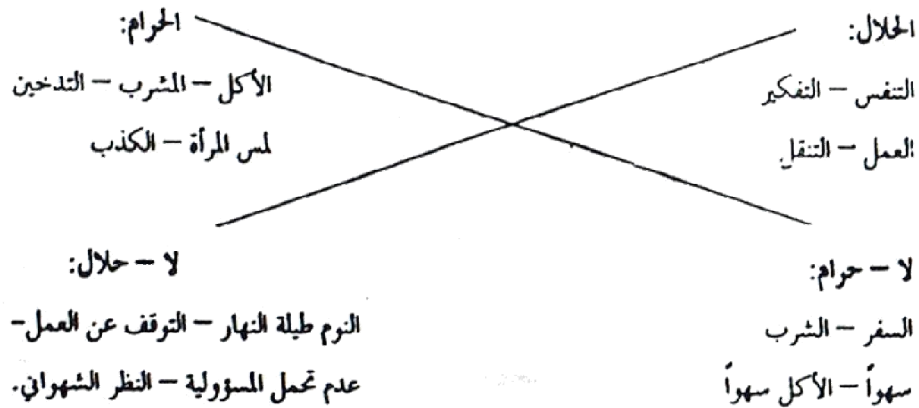 الحلال:
الحرام:
التنفس – التفكير
الأكل – المشرب – التدخين
العمل – التنقل
لمس المرأة – الكذب
لا – حرام:
لا – حلال:
السفر – الشرب
النوم طيلة النهار – التوقف عن العمل–
سهواً – الأكل سهواً
عدم تحمل المسؤولية – النظر الشهواني.